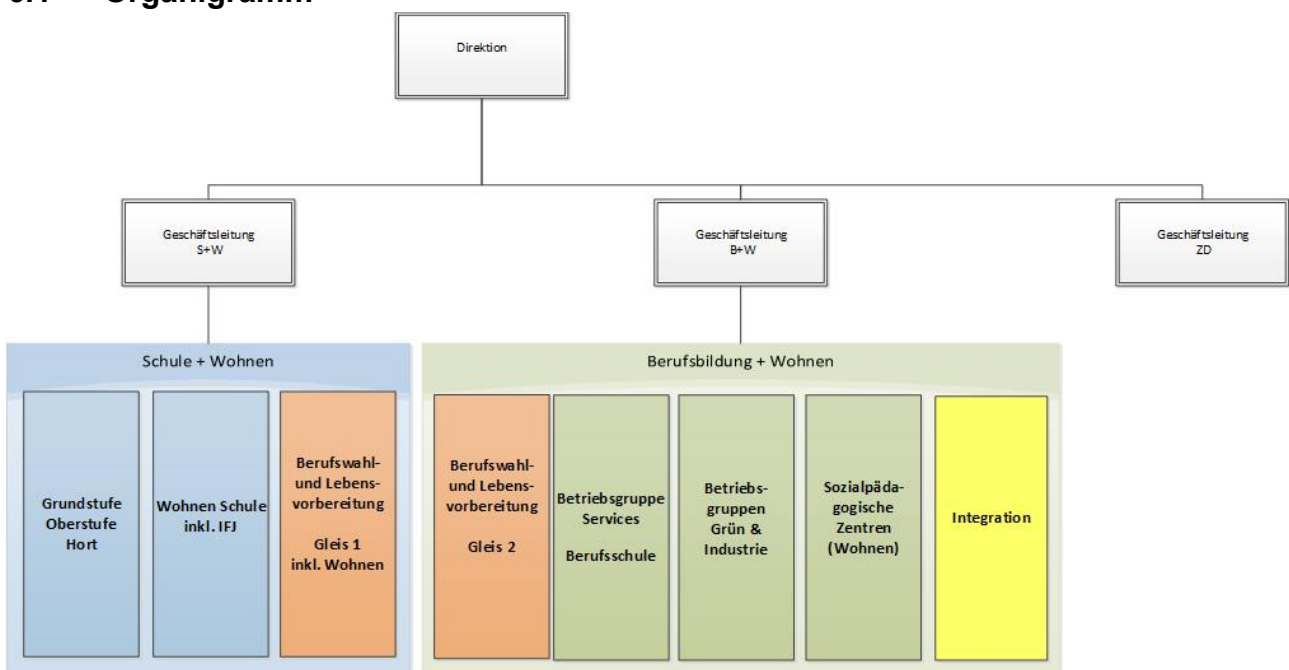 Organigramm
Direktion
Geschäftsleitung
S+W
Geschäftsleitung
B+W
Geschäftsleitung
ZD
Schule + Wohnen
Berufsbildung + Wohnen
Grundstufe
Oberstufe
Hort
Wohnen Schule
inkl. IFJ
Berufswahl-
und Lebens-
vorbereitung
Gleis 1
inkl. Wohnen
Berufswahl-
und Lebens-
vorbereitung
Gleis 2
Betriebsgruppe
Services
Berufsschule
Betriebs-
gruppen
Grün &
Industrie
Sozialpäda-
gogische
Zentren
(Wohnen)
Integration